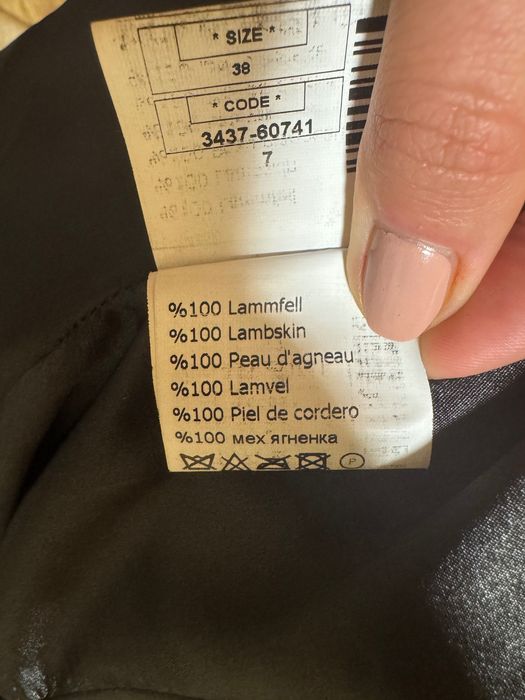 * SIZE *
38
* CODE *
3437-60741
7
%100 Lammfell
%100 Lambskin
%100 Peau d'agneau
%100 Lamvel
%100 Piel de cordero
%100 мех ягненка
P